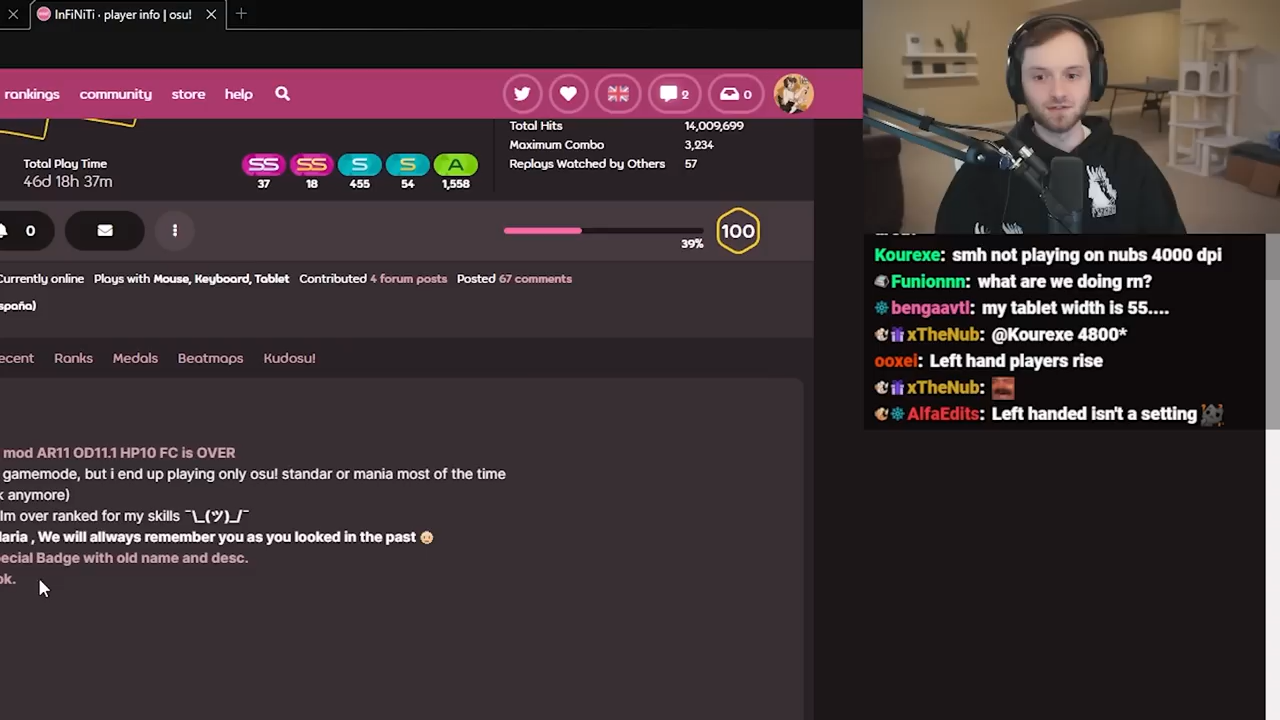 InFiNiTi · player info | osu!
rankings community store help
2 0
Total Play Time
46d 18h 37m
SS SS S S A
37 18 455 54 1,558
Total Hits 14,009,699
Maximum Combo 3,234
Replays Watched by Others 57
0
39%
100
Currently online Plays with Mouse, Keyboard, Tablet Contributed 4 forum posts Posted 67 comments
spaña)
ecent Ranks Medals Beatmaps Kudosu!
mod AR11 OD11.1 HP10 FC is OVER
gamemode, but i end up playing only osu! standar or mania most of the time
k anymore)
Im over ranked for my skills ¯\_(ツ)_/¯
laria , We will allways remember you as you looked in the past
pecial Badge with old name and desc.
ok.
Kourexe: smh not playing on nubs 4000 dpi
Funionnn: what are we doing rn?
bengaavtl: my tablet width is 55....
xTheNub: @Kourexe 4800*
ooxel: Left hand players rise
xTheNub:
AlfaEdits: Left handed isn't a setting